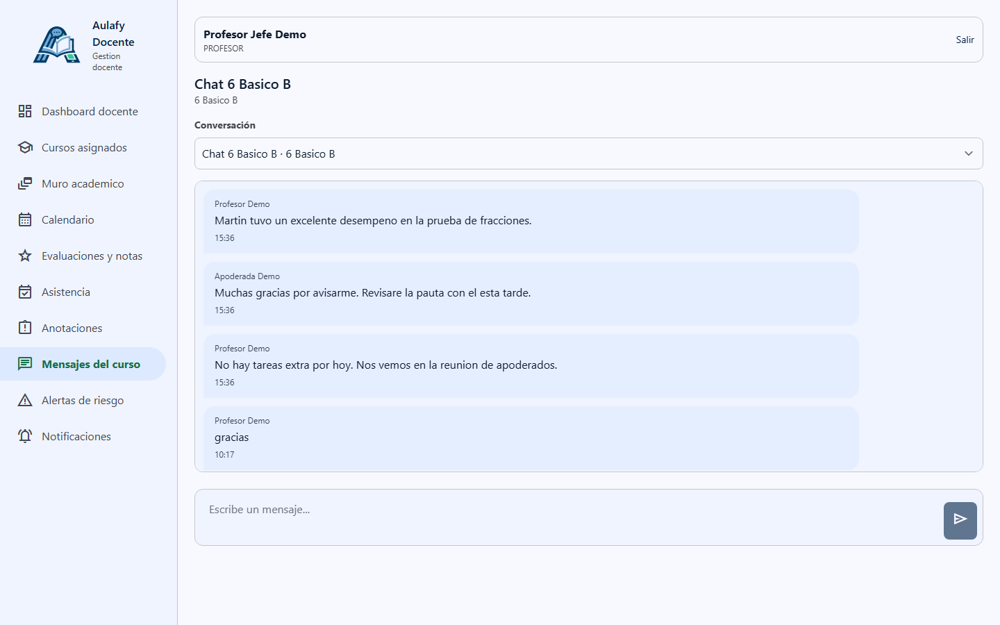 Aulafy
Docente
Gestion
docente
Dashboard docente
Cursos asignados
Muro academico
Calendario
Evaluaciones y notas
Asistencia
Anotaciones
Mensajes del curso
Alertas de riesgo
Notificaciones
Profesor Jefe Demo
PROFESOR
Salir
Chat 6 Basico B
6 Basico B
Conversación
Chat 6 Basico B · 6 Basico B
Profesor Demo
Martin tuvo un excelente desempeno en la prueba de fracciones.
15:36
Apoderada Demo
Muchas gracias por avisarme. Revisare la pauta con el esta tarde.
15:36
Profesor Demo
No hay tareas extra por hoy. Nos vemos en la reunion de apoderados.
15:36
Profesor Demo
gracias
10:17
Escribe un mensaje...